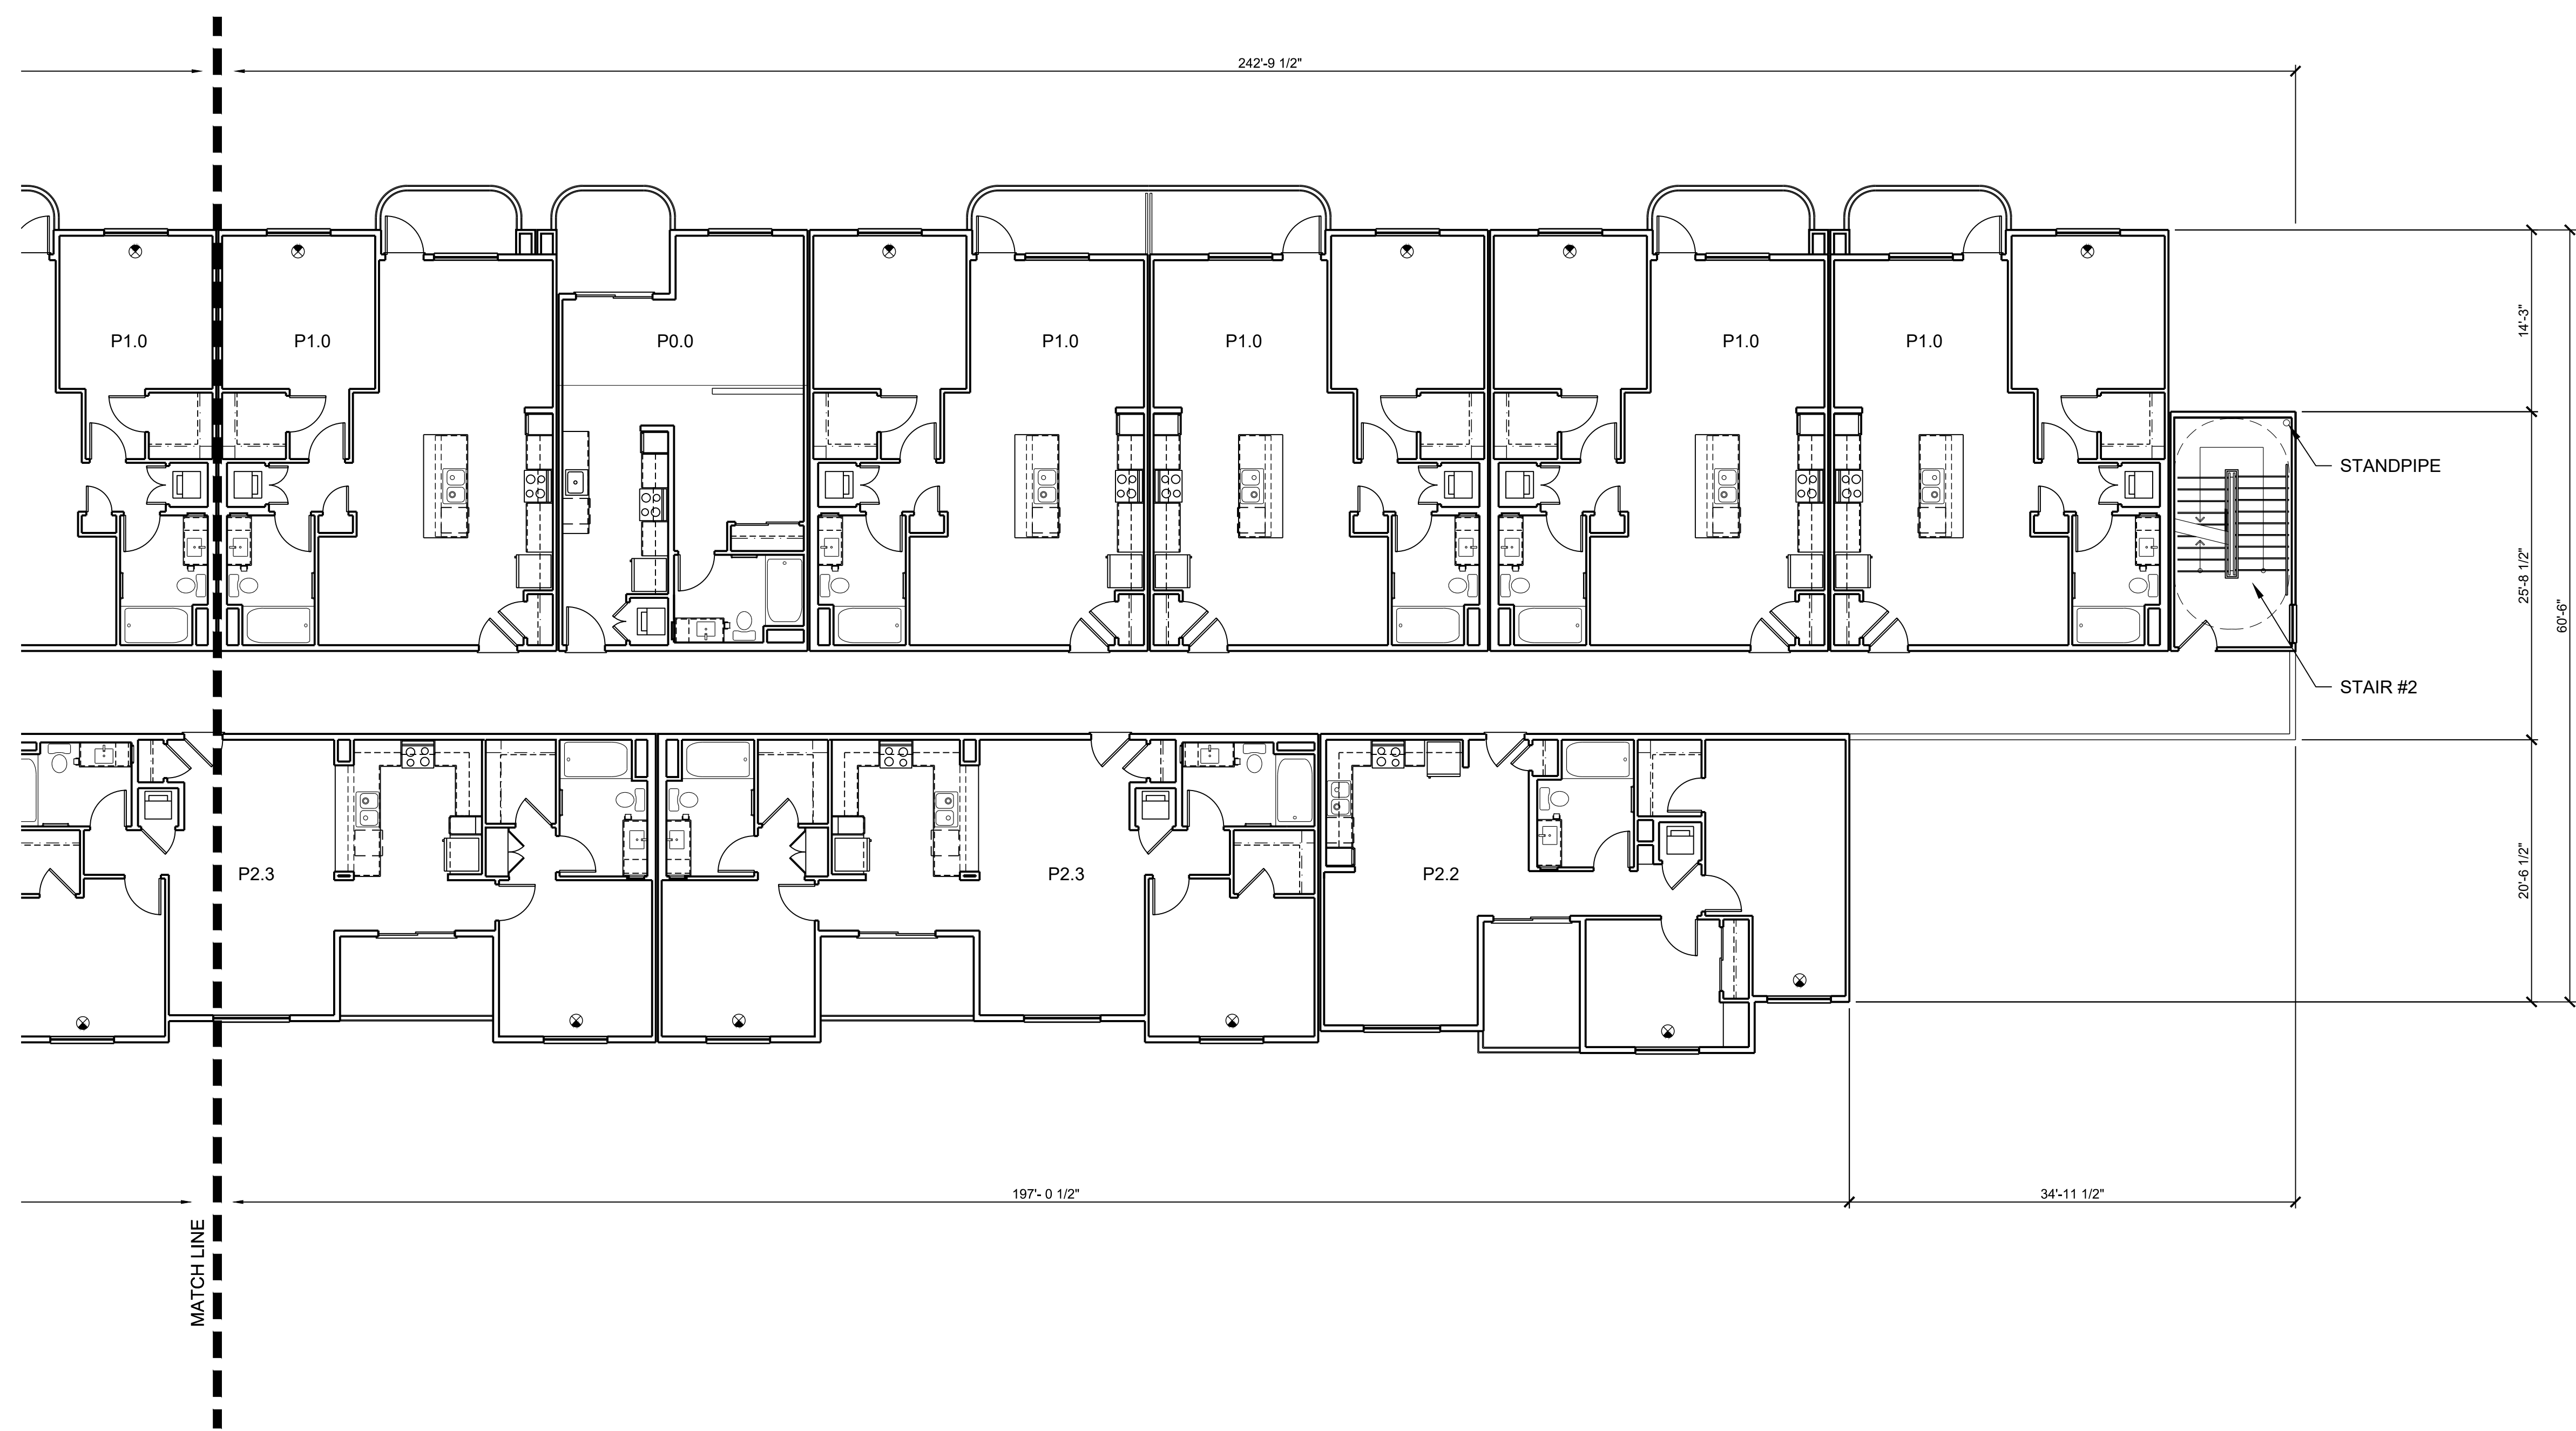 242'-9 1/2"
P1.0
P1.0
P0.0
P1.0
P1.0
P1.0
P1.0
14'-3"
STANDPIPE
25'-8 1/2"
60'-6"
STAIR #2
P2.3
P2.3
P2.2
20'-6 1/2"
197'- 0 1/2"
34'-11 1/2"
MATCH LINE